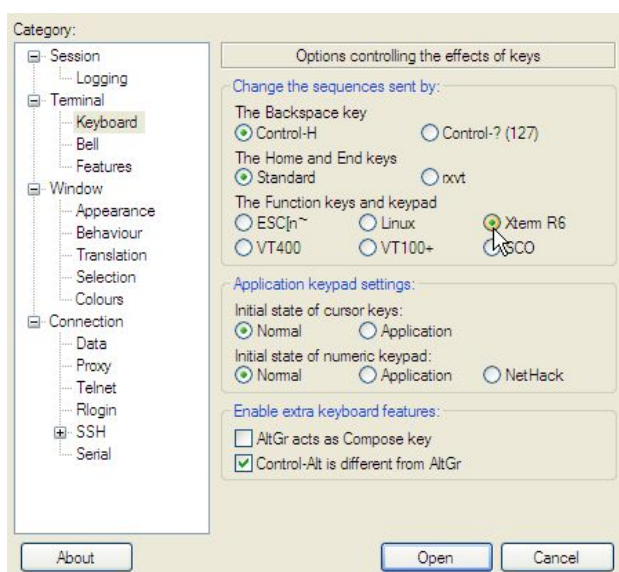 Category:
Session
Logging
Terminal
Keyboard
Bell
Features
Window
Appearance
Behaviour
Translation
Selection
Colours
Connection
Data
Proxy
Telnet
Rlogin
SSH
Serial
Options controlling the effects of keys
Change the sequences sent by:
The Backspace key
Control-H Control-? (127)
The Home and End keys
Standard rxvt
The Function keys and keypad
ESC[n~ Linux Xterm R6
VT400 VT100+ SCO
Application keypad settings:
Initial state of cursor keys:
Normal Application
Initial state of numeric keypad:
Normal Application NetHack
Enable extra keyboard features:
AltGr acts as Compose key
Control-Alt is different from AltGr
About Open Cancel